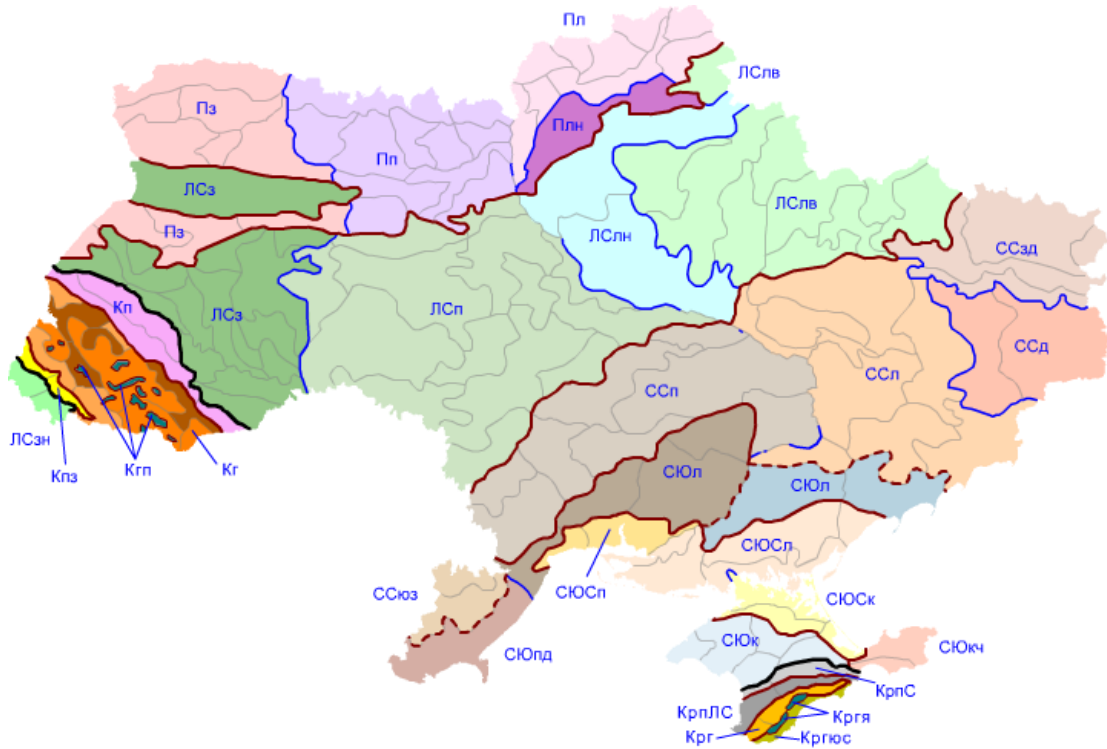 Пл
ЛСлв
Пз
Плн
Пп
ЛСз
ЛСлв
Пз
ЛСлн
ССзд
Кп
ЛСз
ЛСп
ССд
ССп
ССл
ЛСзн
СЮл
СЮл
Кпз
Кгп
Кг
СЮСл
ССюз
СЮСп
СЮСк
СЮпд
СЮк
СЮкч
КрпС
КрпЛС
Кргя
Крг
Кргюс